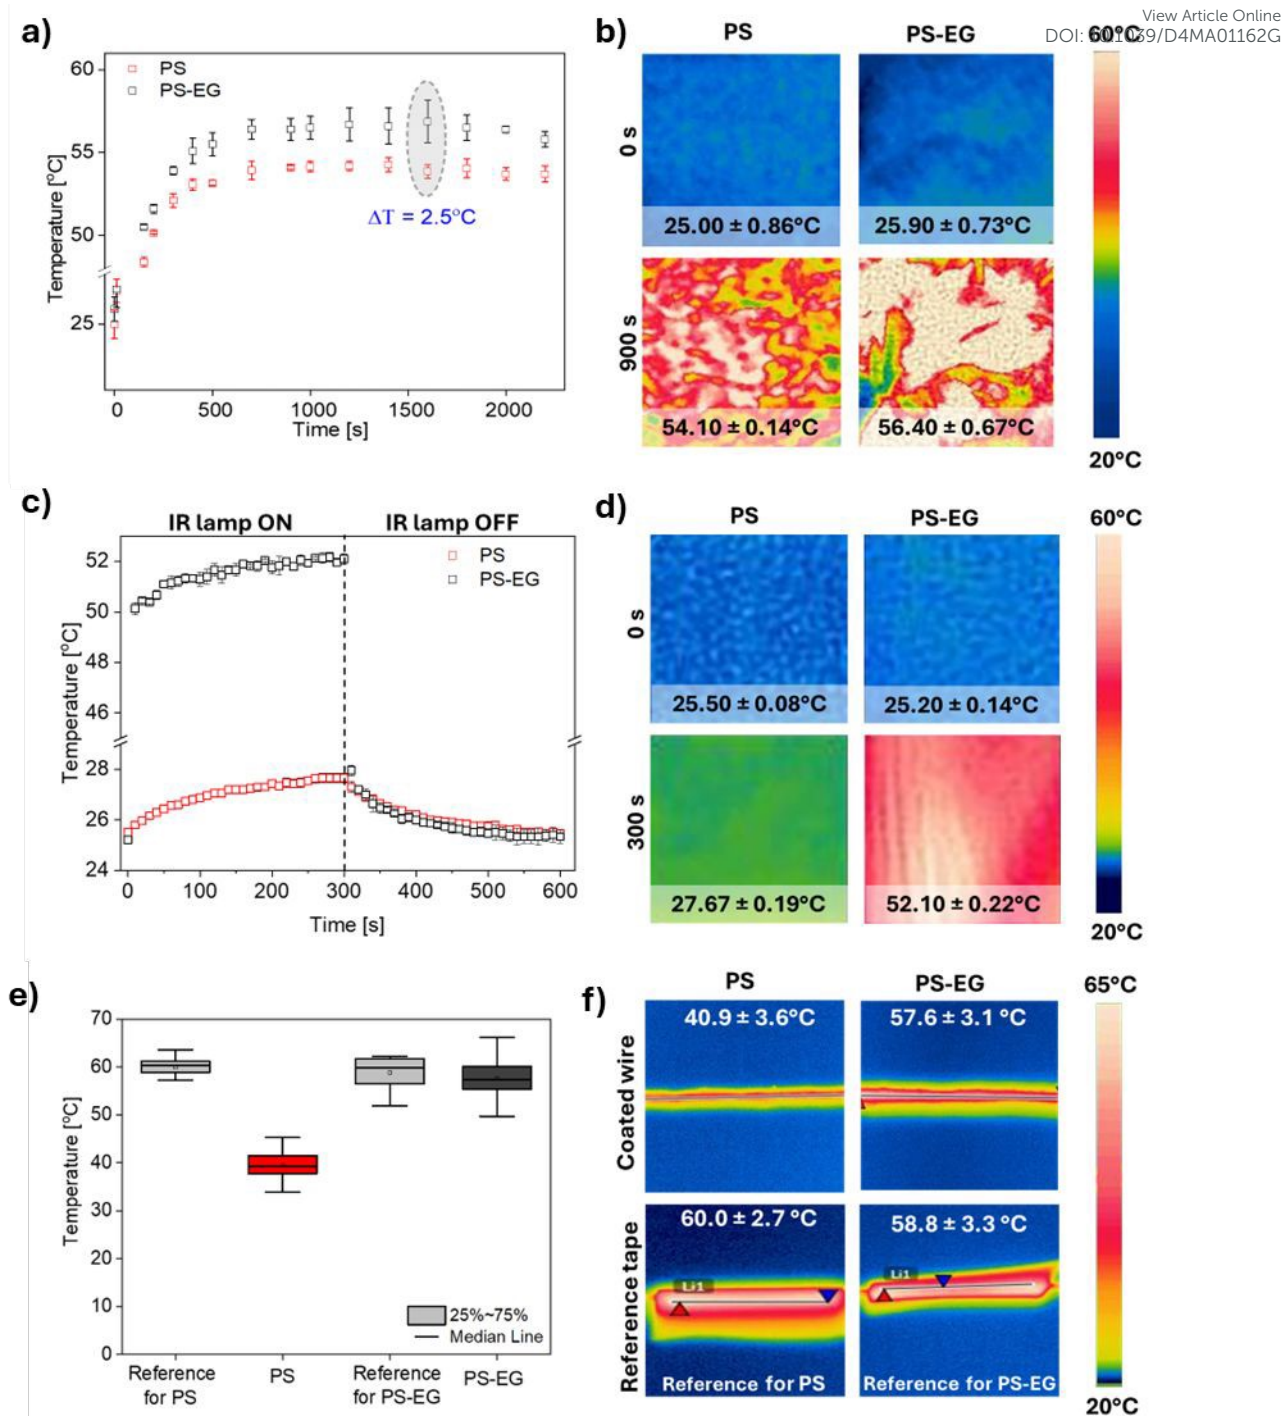 View Article Online
DOI: 10.1039/D4MA01162G
a)
60
55
50
25
Temperature [°C]
PS
PS-EG
ΔT = 2.5°C
0
500
1000
1500
2000
Time [s]
b)
PS
PS-EG
60°C
0 s
25.00 ± 0.86°C
25.90 ± 0.73°C
900 s
54.10 ± 0.14°C
56.40 ± 0.67°C
20°C
c)
IR lamp ON
IR lamp OFF
52
50
48
46
28
26
24
Temperature [°C]
PS
PS-EG
0
100
200
300
400
500
600
Time [s]
d)
PS
PS-EG
60°C
0 s
25.50 ± 0.08°C
25.20 ± 0.14°C
300 s
27.67 ± 0.19°C
52.10 ± 0.22°C
20°C
e)
70
60
50
40
30
20
10
0
Temperature [°C]
25%~75%
Median Line
Reference
for PS
PS
Reference
for PS-EG
PS-EG
f)
PS
PS-EG
65°C
Coated wire
40.9 ± 3.6°C
57.6 ± 3.1 °C
Reference tape
60.0 ± 2.7 °C
58.8 ± 3.3 °C
Li1
Li1
Reference for PS
Reference for PS-EG
20°C